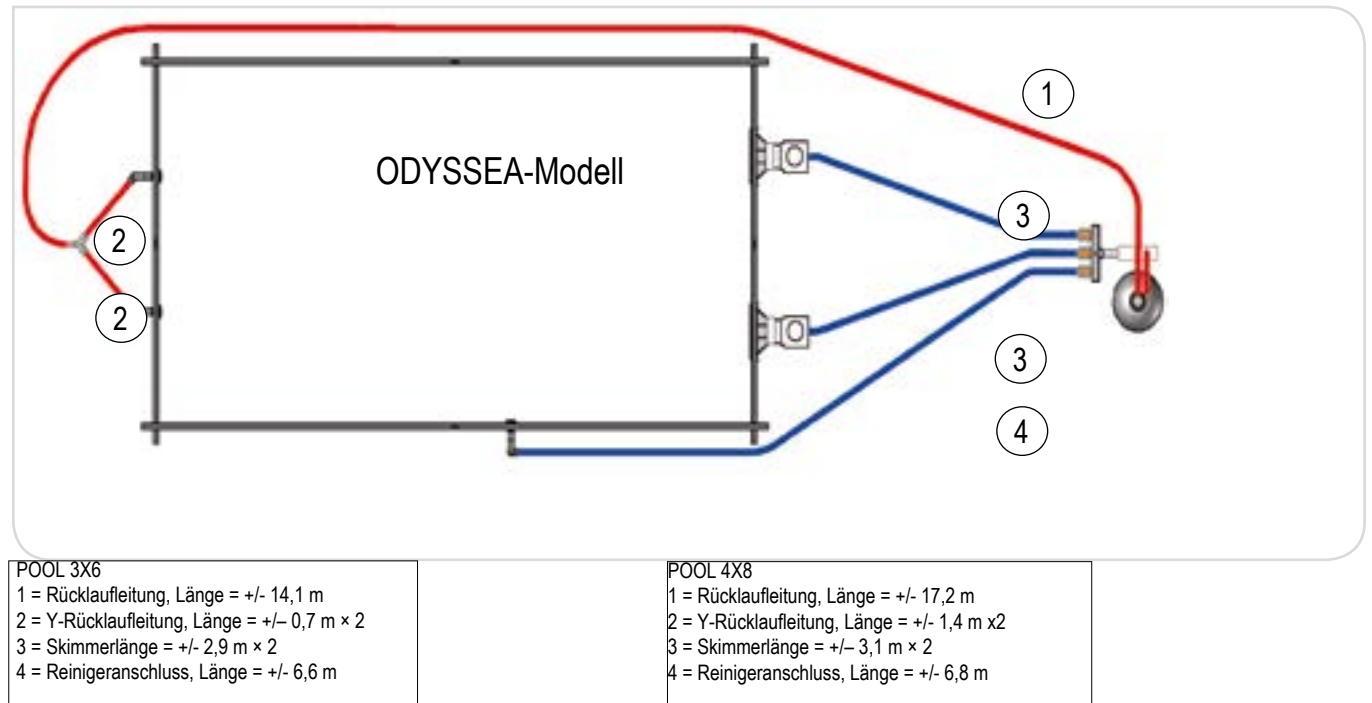 1
ODYSSEA-Modell
3
2
2
3
4
POOL 3X6
1 = Rücklaufleitung, Länge = +/- 14,1 m
2 = Y-Rücklaufleitung, Länge = +/– 0,7 m × 2
3 = Skimmerlänge = +/- 2,9 m × 2
4 = Reinigeranschluss, Länge = +/- 6,6 m
POOL 4X8
1 = Rücklaufleitung, Länge = +/- 17,2 m
2 = Y-Rücklaufleitung, Länge = +/- 1,4 m x2
3 = Skimmerlänge = +/– 3,1 m × 2
4 = Reinigeranschluss, Länge = +/- 6,8 m